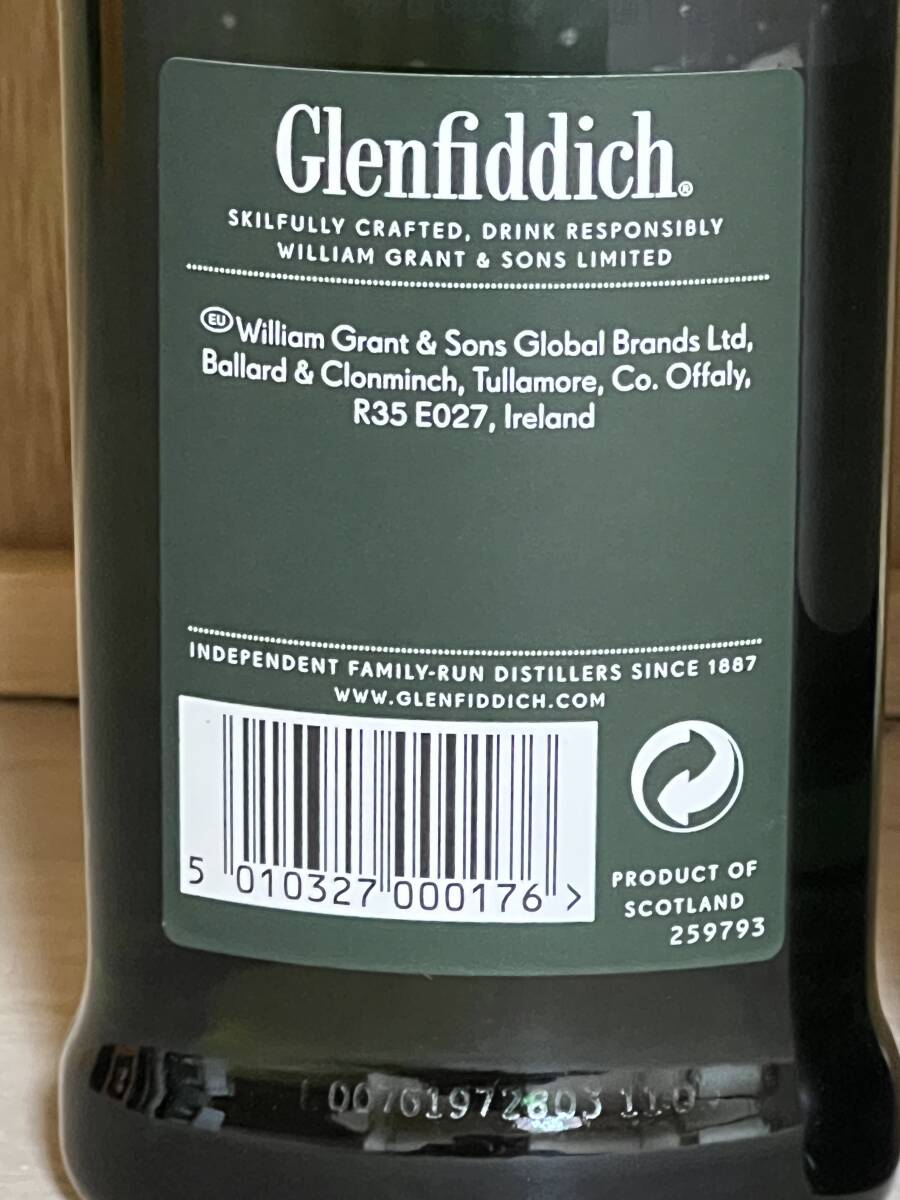 Glenfiddich®
SKILFULLY CRAFTED, DRINK RESPONSIBLY
WILLIAM GRANT & SONS LIMITED
EU William Grant & Sons Global Brands Ltd,
Ballard & Clonminch, Tullamore, Co. Offaly,
R35 E027, Ireland
INDEPENDENT FAMILY-RUN DISTILLERS SINCE 1887
WWW.GLENFIDDICH.COM
5 010327 000176 >
PRODUCT OF
SCOTLAND
259793